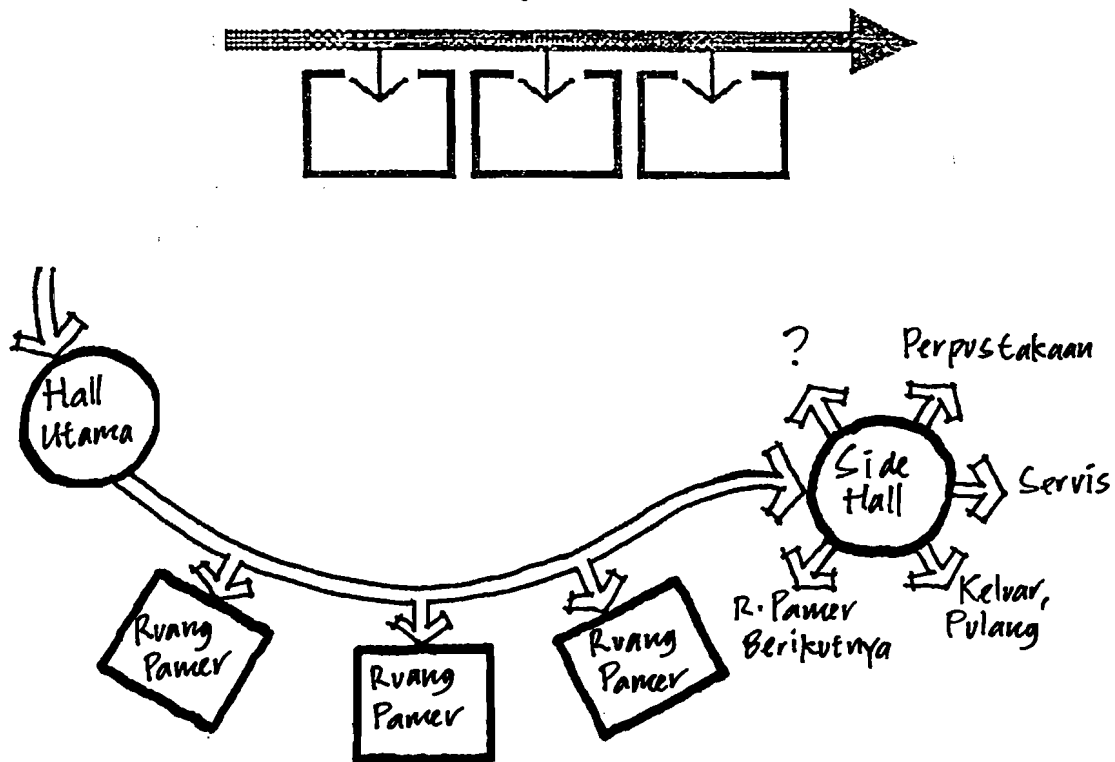 Hall
Utama
Ruang
Pamer
Ruang
Pamer
Ruang
Pamer
Side
Hall
?
Perpustakaan
Servis
Keluar,
Pulang
R. Pamer
Berikutnya